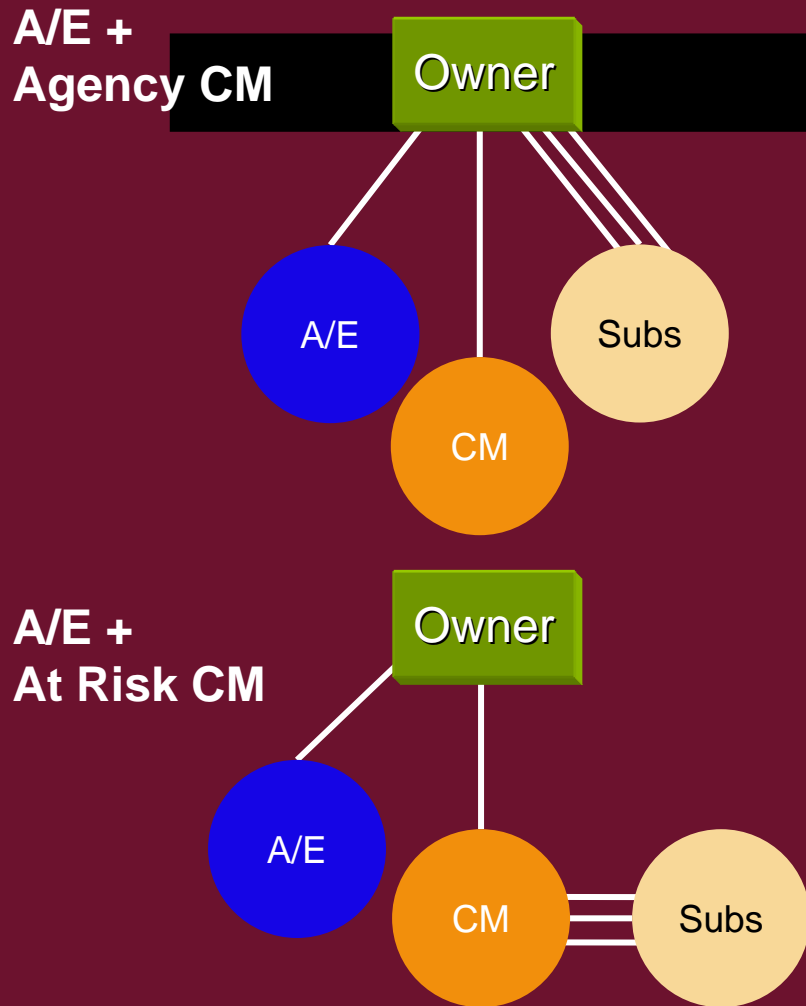 A/E +
Agency CM
Owner
A/E
Subs
CM
A/E +
At Risk CM
Owner
A/E
CM
Subs